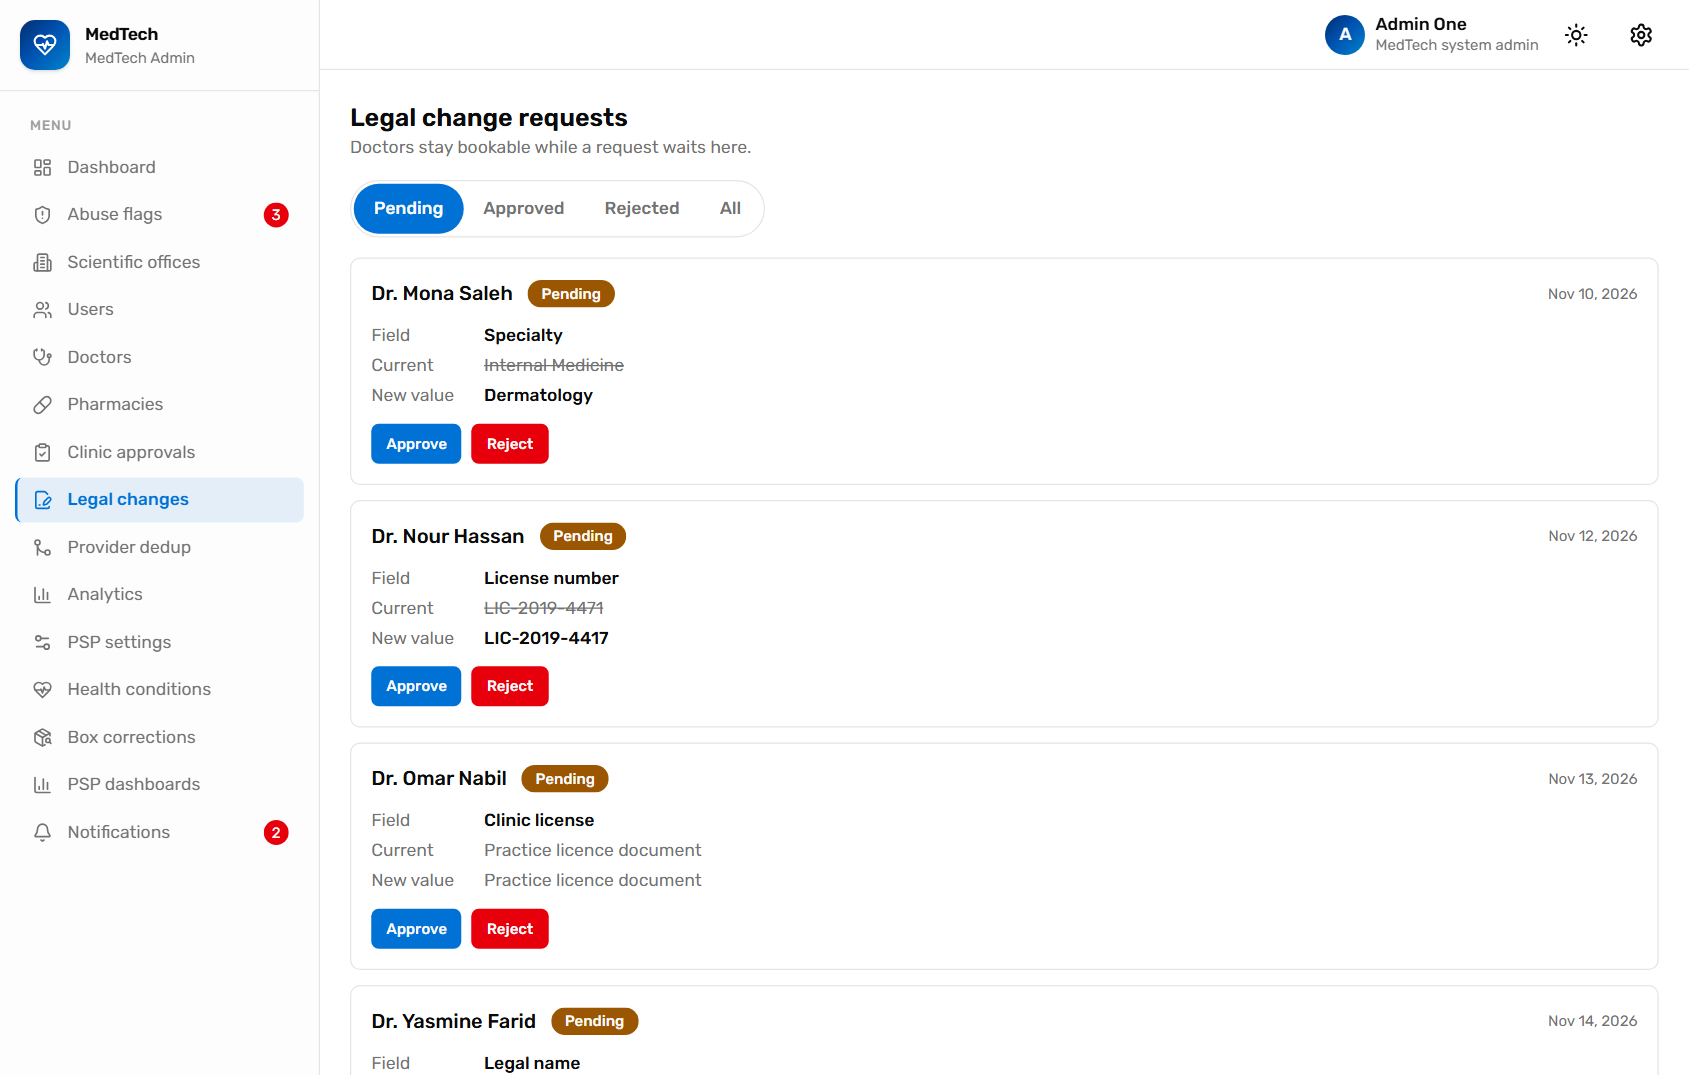 MedTech
MedTech Admin
MENU
Dashboard
Abuse flags 3
Scientific offices
Users
Doctors
Pharmacies
Clinic approvals
Legal changes
Provider dedup
Analytics
PSP settings
Health conditions
Box corrections
PSP dashboards
Notifications 2
A
Admin One
MedTech system admin
Legal change requests
Doctors stay bookable while a request waits here.
Pending Approved Rejected All
Dr. Mona Saleh Pending Nov 10, 2026
Field Specialty
Current Internal Medicine
New value Dermatology
Approve Reject
Dr. Nour Hassan Pending Nov 12, 2026
Field License number
Current LIC-2019-4471
New value LIC-2019-4417
Approve Reject
Dr. Omar Nabil Pending Nov 13, 2026
Field Clinic license
Current Practice licence document
New value Practice licence document
Approve Reject
Dr. Yasmine Farid Pending Nov 14, 2026
Field Legal name